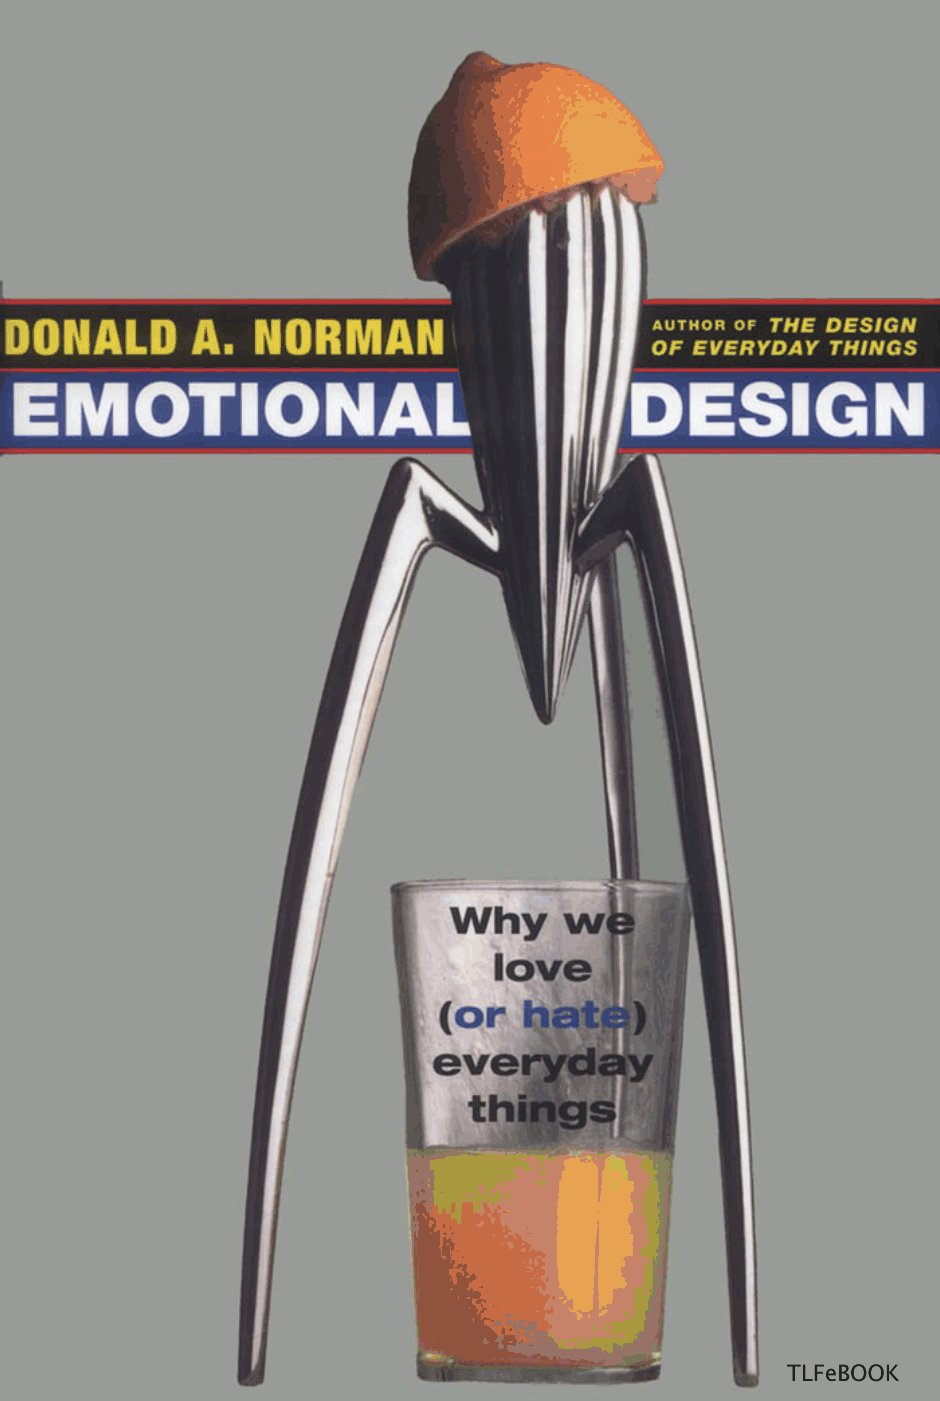 DONALD A. NORMAN
AUTHOR OF THE DESIGN
OF EVERYDAY THINGS
EMOTIONAL DESIGN
Why we
love
(or hate)
everyday
things
TLFeBOOK